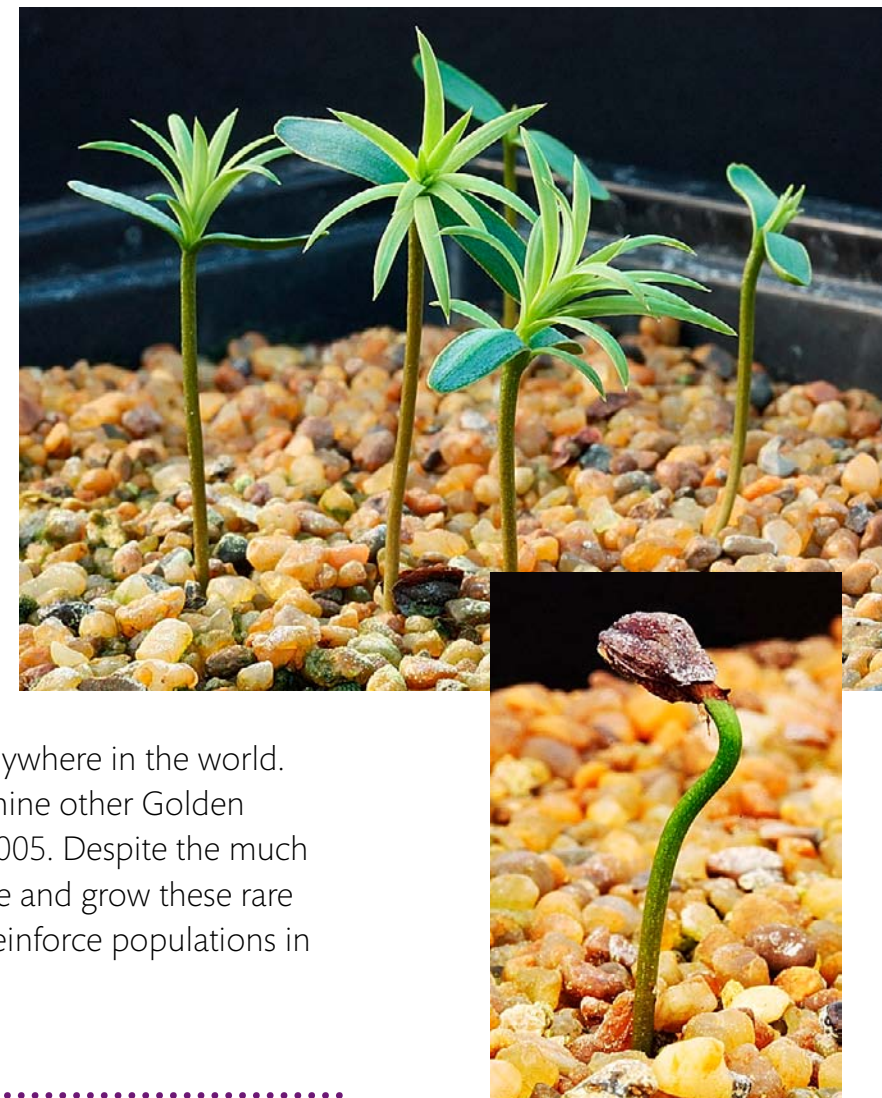 ywhere in the world.
nine other Golden
005. Despite the much
e and grow these rare
einforce populations in